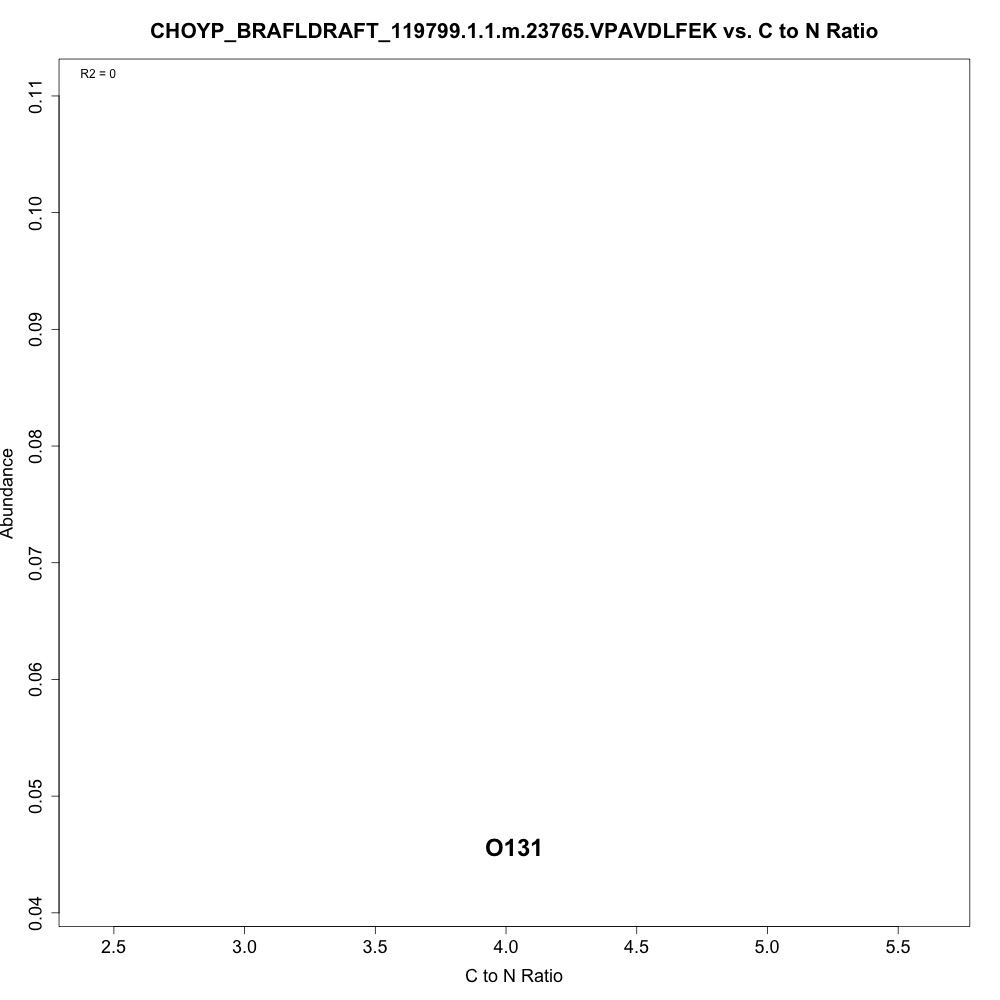 CHOYP_BRAFLDRAFT_119799.1.1.m.23765.VPAVDLFEK vs. C to N Ratio
R2 = 0
0.11
0.10
0.09
0.08
0.07
0.06
0.05
0.04
Abundance
O131
2.5 3.0 3.5 4.0 4.5 5.0 5.5
C to N Ratio